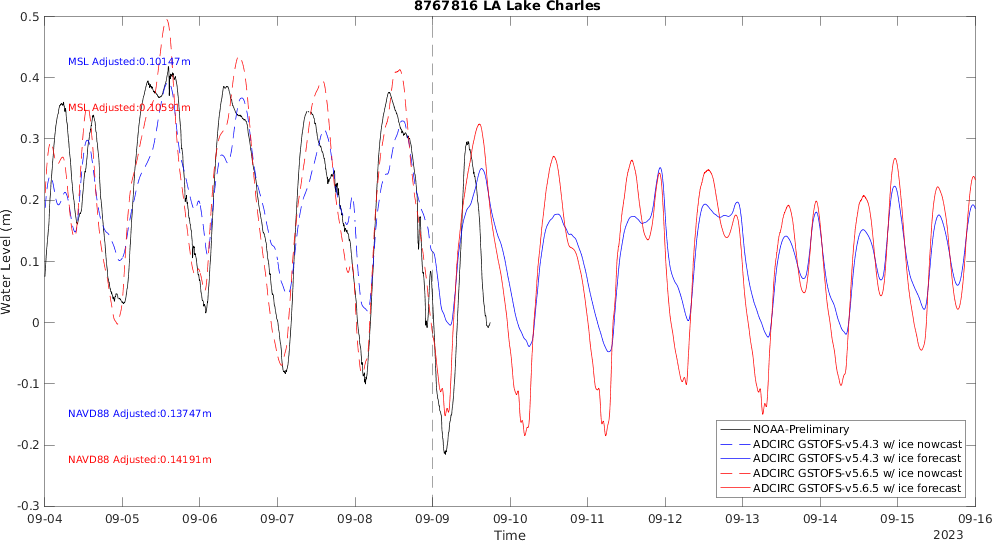 8767816 LA Lake Charles
0.5
MSL Adjusted:0.10147m
0.4
MSL Adjusted:0.10591m
0.3
0.2
0.1
0
-0.1
NAVD88 Adjusted:0.13747m
-0.2
NAVD88 Adjusted:0.14191m
-0.3
Water Level (m)
NOAA-Preliminary
ADCIRC GSTOFS-v5.4.3 w/ ice nowcast
ADCIRC GSTOFS-v5.4.3 w/ ice forecast
ADCIRC GSTOFS-v5.6.5 w/ ice nowcast
ADCIRC GSTOFS-v5.6.5 w/ ice forecast
09-04 09-05 09-06 09-07 09-08 09-09 09-10 09-11 09-12 09-13 09-14 09-15 09-16
Time
2023